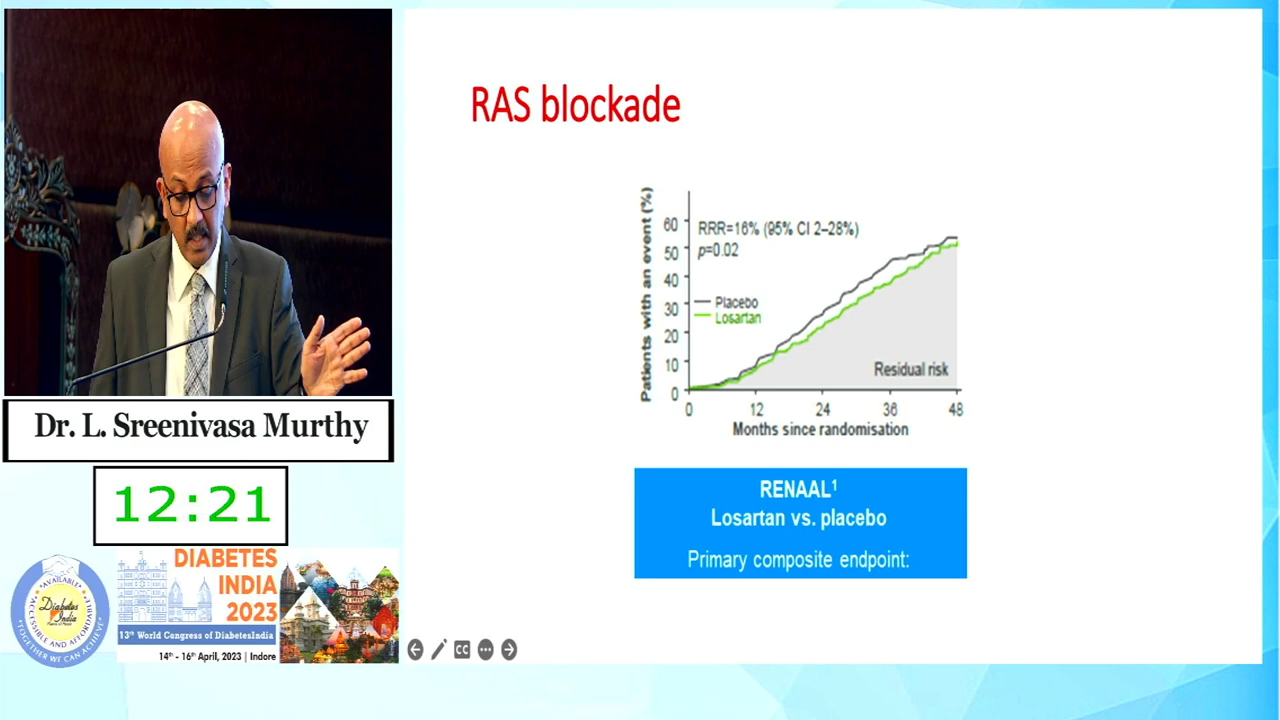 RAS blockade
Patients with an event (%)
60
50
40
30
20
10
0
RRR=16% (95% CI 2–28%)
p=0.02
Placebo
Losartan
Residual risk
0 12 24 36 48
Months since randomisation
RENAAL1
Losartan vs. placebo
Primary composite endpoint:
Dr. L. Sreenivasa Murthy
12:21
AVAILABLE
ACCESSIBLE AND AFFORDABLE
Diabetes
India
TOGETHER WE CAN ACHIEVE
DIABETES
INDIA
2023
13th World Congress of DiabetesIndia
14th - 16th April, 2023 | Indore
CC